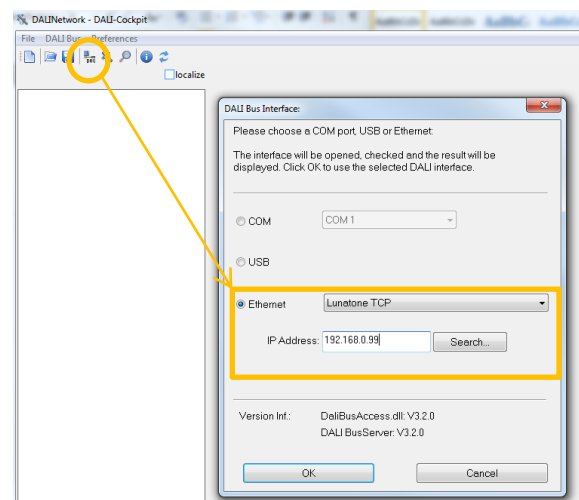 DALINetwork - DALI-Cockpit
File DALI Bus Preferences
localize
DALI Bus Interface:
Please choose a COM port, USB or Ethernet:
The interface will be opened, checked and the result will be
displayed. Click OK to use the selected DALI interface.
COM
COM 1
USB
Ethernet
Lunatone TCP
IP Address:
192.168.0.99
Search...
Version Inf.:
DaliBusAccess.dll: V3.2.0
DALI BusServer: V3.2.0
OK
Cancel